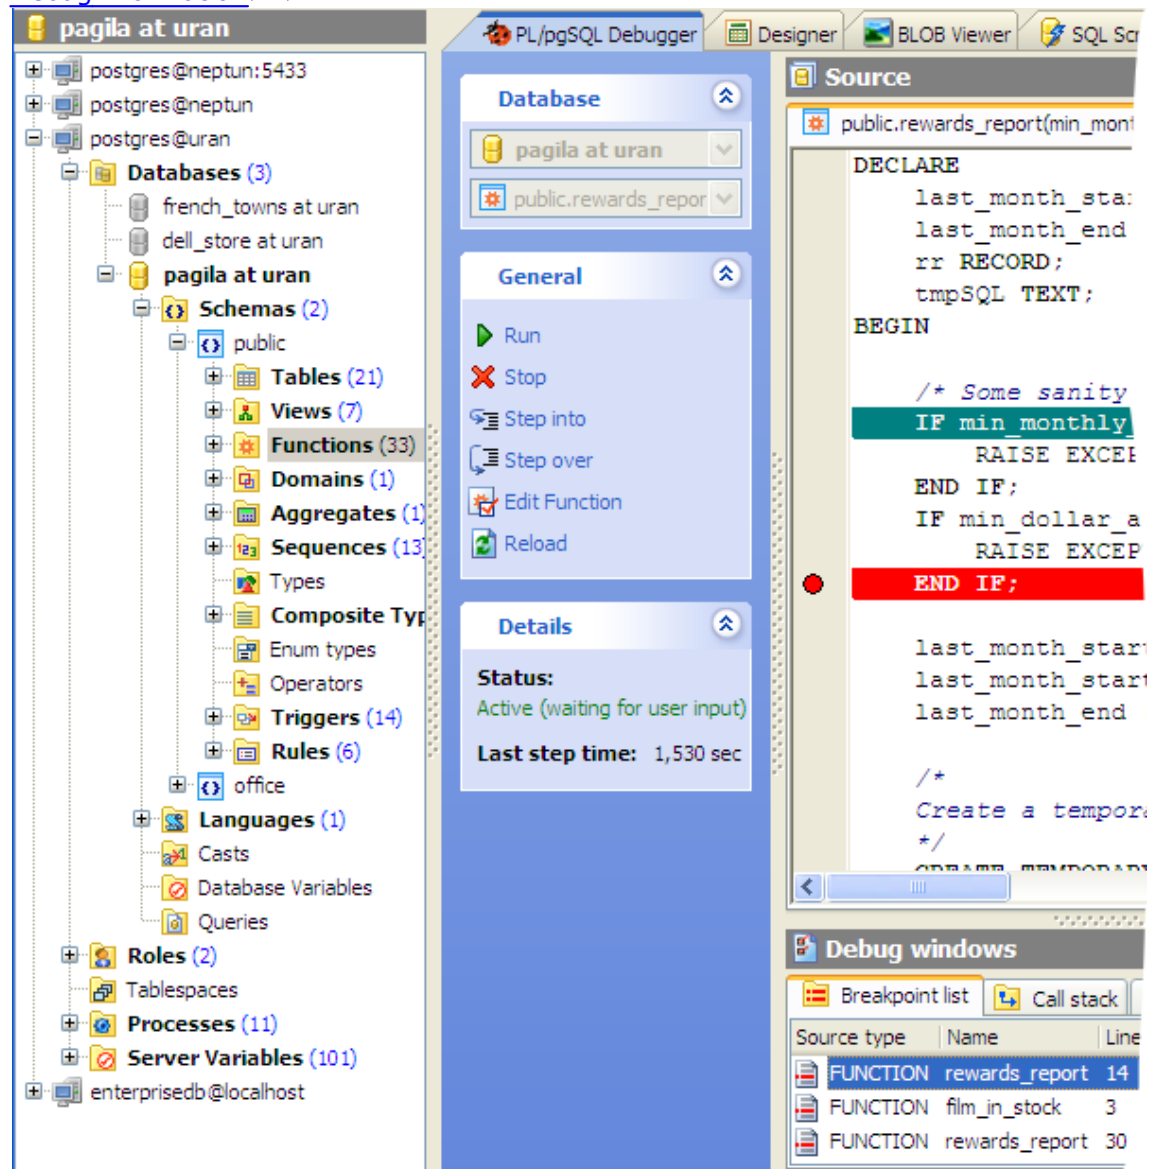 pagila at uran
postgres@neptun:5433
postgres@neptun
postgres@uran
Databases (3)
french_towns at uran
dell_store at uran
pagila at uran
Schemas (2)
public
Tables (21)
Views (7)
Functions (33)
Domains (1)
Aggregates (1)
Sequences (13)
Types
Composite Typ
Enum types
Operators
Triggers (14)
Rules (6)
office
Languages (1)
Casts
Database Variables
Queries
Roles (2)
Tablespaces
Processes (11)
Server Variables (101)
enterprisedb@localhost
PL/pgSQL Debugger
Designer
BLOB Viewer
SQL Scr
Database
pagila at uran
public.rewards_repor
General
Run
Stop
Step into
Step over
Edit Function
Reload
Details
Status:
Active (waiting for user input)
Last step time: 1,530 sec
Source
public.rewards_report(min_mont
DECLARE
last_month_sta
last_month_end
rr RECORD;
tmpSQL TEXT;
BEGIN
/* Some sanity
IF min_monthly_
RAISE EXCE
END IF;
IF min_dollar_a
RAISE EXCEP
END IF;
last_month_start
last_month_start
last_month_end
/*
Create a tempora
*/
CREATE TEMPORARY
Debug windows
Breakpoint list
Call stack
Source type Name Line
FUNCTION rewards_report 14
FUNCTION film_in_stock 3
FUNCTION rewards_report 30